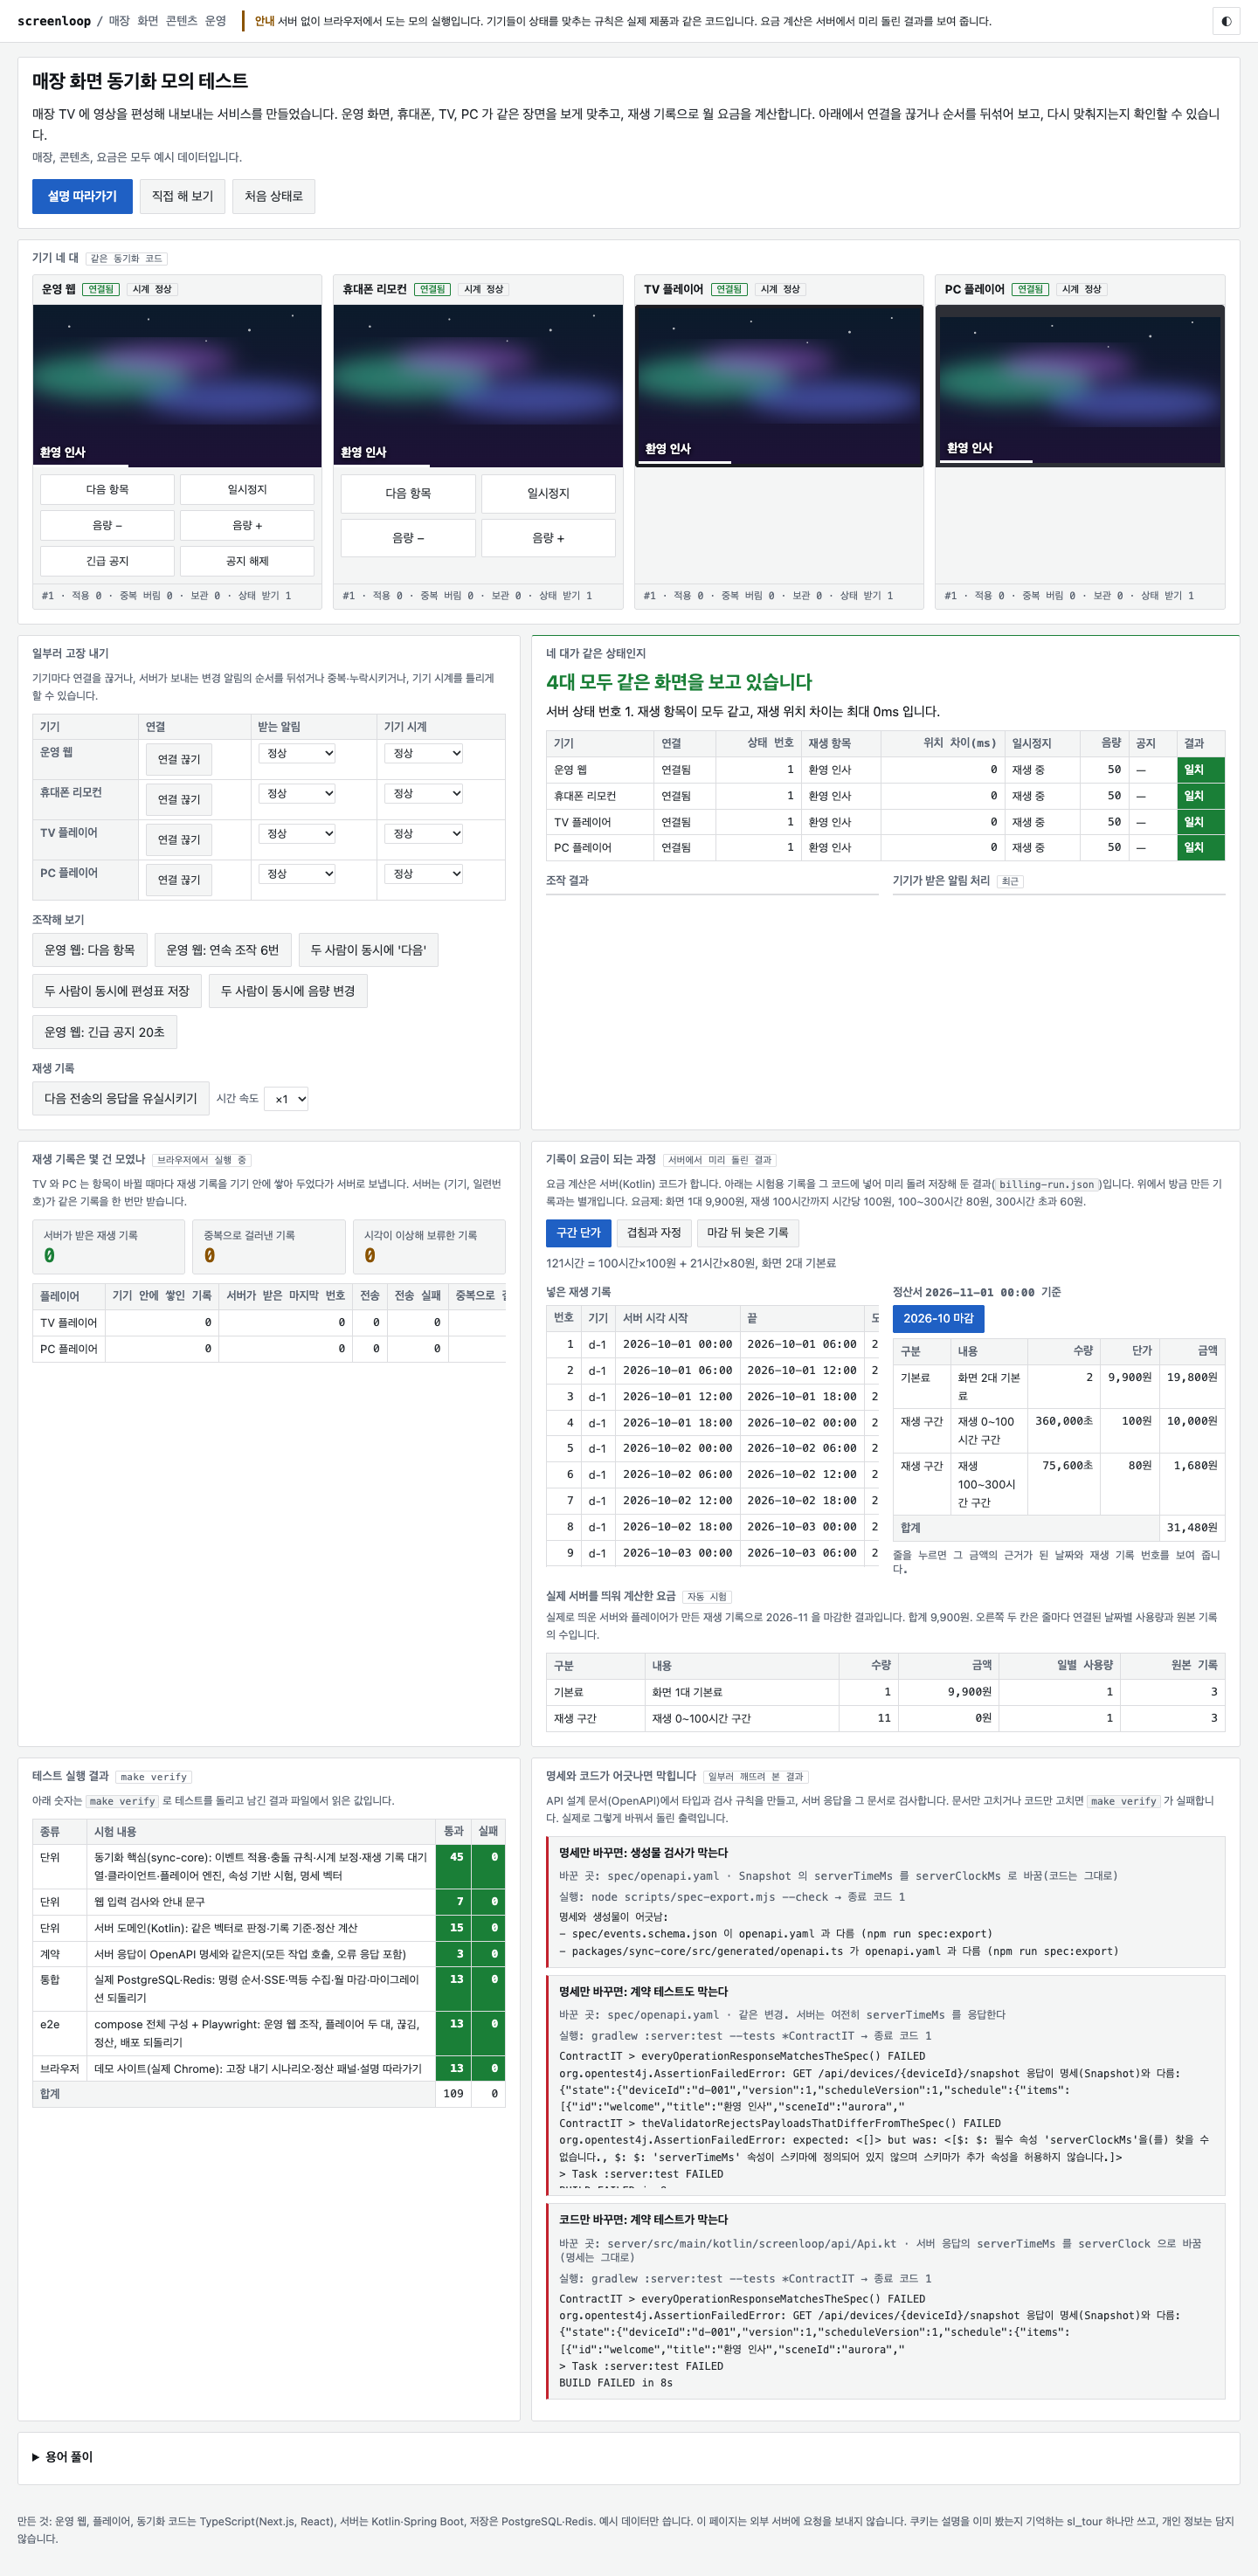 screenloop / 매장 화면 콘텐츠 운영
안내 서버 없이 브라우저에서 도는 모의 실행입니다. 기기들이 상태를 맞추는 규칙은 실제 제품과 같은 코드입니다. 요금 계산은 서버에서 미리 돌린 결과를 보여 줍니다.
매장 화면 동기화 모의 테스트
매장 TV 에 영상을 편성해 내보내는 서비스를 만들었습니다. 운영 화면, 휴대폰, TV, PC 가 같은 장면을 보게 맞추고, 재생 기록으로 월 요금을 계산합니다. 아래에서 연결을 끊거나 순서를 뒤섞어 보고, 다시 맞춰지는지 확인할 수 있습니
다.
매장, 콘텐츠, 요금은 모두 예시 데이터입니다.
설명 따라가기 직접 해 보기 처음 상태로
기기 네 대 같은 동기화 코드
운영 웹 연결됨 시계 정상
환영 인사
다음 항목 일시정지
음량 − 음량 +
긴급 공지 공지 해제
#1 · 적용 0 · 중복 버림 0 · 보관 0 · 상태 받기 1
휴대폰 리모컨 연결됨 시계 정상
환영 인사
다음 항목 일시정지
음량 − 음량 +
#1 · 적용 0 · 중복 버림 0 · 보관 0 · 상태 받기 1
TV 플레이어 연결됨 시계 정상
환영 인사
#1 · 적용 0 · 중복 버림 0 · 보관 0 · 상태 받기 1
PC 플레이어 연결됨 시계 정상
환영 인사
#1 · 적용 0 · 중복 버림 0 · 보관 0 · 상태 받기 1
일부러 고장 내기
기기마다 연결을 끊거나, 서버가 보내는 변경 알림의 순서를 뒤섞거나 중복·누락시키거나, 기기 시계를 틀리게
할 수 있습니다.
기기 연결 받는 알림 기기 시계
운영 웹 연결 끊기 정상 정상
휴대폰 리모컨 연결 끊기 정상 정상
TV 플레이어 연결 끊기 정상 정상
PC 플레이어 연결 끊기 정상 정상
조작해 보기
운영 웹: 다음 항목 운영 웹: 연속 조작 6번 두 사람이 동시에 '다음'
두 사람이 동시에 편성표 저장 두 사람이 동시에 음량 변경
운영 웹: 긴급 공지 20초
재생 기록
다음 전송의 응답을 유실시키기 시간 속도 ×1
네 대가 같은 상태인지
4대 모두 같은 화면을 보고 있습니다
서버 상태 번호 1. 재생 항목이 모두 같고, 재생 위치 차이는 최대 0ms 입니다.
기기 연결 상태 번호 재생 항목 위치 차이(ms) 일시정지 음량 공지 결과
운영 웹 연결됨 1 환영 인사 0 재생 중 50 — 일치
휴대폰 리모컨 연결됨 1 환영 인사 0 재생 중 50 — 일치
TV 플레이어 연결됨 1 환영 인사 0 재생 중 50 — 일치
PC 플레이어 연결됨 1 환영 인사 0 재생 중 50 — 일치
조작 결과
기기가 받은 알림 처리 최근
재생 기록은 몇 건 모였나 브라우저에서 실행 중
TV 와 PC 는 항목이 바뀔 때마다 재생 기록을 기기 안에 쌓아 두었다가 서버로 보냅니다. 서버는 (기기, 일련번
호)가 같은 기록을 한 번만 받습니다.
서버가 받은 재생 기록
0
중복으로 걸러낸 기록
0
시각이 이상해 보류한 기록
0
플레이어 기기 안에 쌓인 기록 서버가 받은 마지막 번호 전송 전송 실패 중복으로
TV 플레이어 0 0 0 0
PC 플레이어 0 0 0 0
기록이 요금이 되는 과정 서버에서 미리 돌린 결과
요금 계산은 서버(Kotlin) 코드가 합니다. 아래는 시험용 기록을 그 코드에 넣어 미리 돌려 저장해 둔 결과(billing-run.json)입니다. 위에서 방금 만든 기
록과는 별개입니다. 요금제: 화면 1대 9,900원, 재생 100시간까지 시간당 100원, 100~300시간 80원, 300시간 초과 60원.
구간 단가 겹침과 자정 마감 뒤 늦은 기록
121시간 = 100시간×100원 + 21시간×80원, 화면 2대 기본료
넣은 재생 기록
번호 기기 서버 시각 시작 끝
1 d-1 2026-10-01 00:00 2026-10-01 06:00 2
2 d-1 2026-10-01 06:00 2026-10-01 12:00 2
3 d-1 2026-10-01 12:00 2026-10-01 18:00 2
4 d-1 2026-10-01 18:00 2026-10-02 00:00 2
5 d-1 2026-10-02 00:00 2026-10-02 06:00 2
6 d-1 2026-10-02 06:00 2026-10-02 12:00 2
7 d-1 2026-10-02 12:00 2026-10-02 18:00 2
8 d-1 2026-10-02 18:00 2026-10-03 00:00 2
9 d-1 2026-10-03 00:00 2026-10-03 06:00 2
정산서 2026-11-01 00:00 기준
2026-10 마감
구분 내용 수량 단가 금액
기본료 화면 2대 기본 2 9,900원 19,800원
료
재생 구간 재생 0~100 360,000초 100원 10,000원
시간 구간
재생 구간 재생 75,600초 80원 1,680원
100~300시
간 구간
합계 31,480원
줄을 누르면 그 금액의 근거가 된 날짜와 재생 기록 번호를 보여 줍니
다.
실제 서버를 띄워 계산한 요금 자동 시험
실제로 띄운 서버와 플레이어가 만든 재생 기록으로 2026-11 을 마감한 결과입니다. 합계 9,900원. 오른쪽 두 칸은 줄마다 연결된 날짜별 사용량과 원본 기록
의 수입니다.
구분 내용 수량 금액 일별 사용량 원본 기록
기본료 화면 1대 기본료 1 9,900원 1 3
재생 구간 재생 0~100시간 구간 11 0원 1 3
테스트 실행 결과 make verify
아래 숫자는 make verify 로 테스트를 돌리고 남긴 결과 파일에서 읽은 값입니다.
종류 시험 내용 통과 실패
단위 동기화 핵심(sync-core): 이벤트 적용·충돌 규칙·시계 보정·재생 기록 대기 45 0
열·클라이언트·플레이어 엔진, 속성 기반 시험, 명세 벡터
단위 웹 입력 검사와 안내 문구 7 0
단위 서버 도메인(Kotlin): 같은 벡터로 판정·기록 기준·정산 계산 15 0
계약 서버 응답이 OpenAPI 명세와 같은지(모든 작업 호출, 오류 응답 포함) 3 0
통합 실제 PostgreSQL·Redis: 명령 순서·SSE·멱등 수집·월 마감·마이그레이 13 0
션 되돌리기
e2e compose 전체 구성 + Playwright: 운영 웹 조작, 플레이어 두 대, 끊김, 13 0
정산, 배포 되돌리기
브라우저 데모 사이트(실제 Chrome): 고장 내기 시나리오·정산 패널·설명 따라가기 13 0
합계 109 0
명세와 코드가 어긋나면 막힙니다 일부러 깨뜨려 본 결과
API 설계 문서(OpenAPI)에서 타입과 검사 규칙을 만들고, 서버 응답을 그 문서로 검사합니다. 문서만 고치거나 코드만 고치면 make verify 가 실패합니
다. 실제로 그렇게 바꿔서 돌린 출력입니다.
명세만 바꾸면: 생성물 검사가 막는다
바꾼 곳: spec/openapi.yaml · Snapshot 의 serverTimeMs 를 serverClockMs 로 바꿈(코드는 그대로)
실행: node scripts/spec-export.mjs --check → 종료 코드 1
명세와 생성물이 어긋남:
- spec/events.schema.json 이 openapi.yaml 과 다름 (npm run spec:export)
- packages/sync-core/src/generated/openapi.ts 가 openapi.yaml 과 다름 (npm run spec:export)
명세만 바꾸면: 계약 테스트도 막는다
바꾼 곳: spec/openapi.yaml · 같은 변경. 서버는 여전히 serverTimeMs 를 응답한다
실행: gradlew :server:test --tests *ContractIT → 종료 코드 1
ContractIT > everyOperationResponseMatchesTheSpec() FAILED
org.opentest4j.AssertionFailedError: GET /api/devices/{deviceId}/snapshot 응답이 명세(Snapshot)와 다름:
{"state":{"deviceId":"d-001","version":1,"scheduleVersion":1,"schedule":{"items":
[{"id":"welcome","title":"환영 인사","sceneId":"aurora","
ContractIT > theValidatorRejectsPayloadsThatDifferFromTheSpec() FAILED
org.opentest4j.AssertionFailedError: expected: <[]> but was: <[$: $: 필수 속성 'serverClockMs'을(를) 찾을 수
없습니다., $: $: 'serverTimeMs' 속성이 스키마에 정의되어 있지 않으며 스키마가 추가 속성을 허용하지 않습니다.]>
> Task :server:test FAILED
코드만 바꾸면: 계약 테스트가 막는다
바꾼 곳: server/src/main/kotlin/screenloop/api/Api.kt · 서버 응답의 serverTimeMs 를 serverClock 으로 바꿈
(명세는 그대로)
실행: gradlew :server:test --tests *ContractIT → 종료 코드 1
ContractIT > everyOperationResponseMatchesTheSpec() FAILED
org.opentest4j.AssertionFailedError: GET /api/devices/{deviceId}/snapshot 응답이 명세(Snapshot)와 다름:
{"state":{"deviceId":"d-001","version":1,"scheduleVersion":1,"schedule":{"items":
[{"id":"welcome","title":"환영 인사","sceneId":"aurora","
> Task :server:test FAILED
BUILD FAILED in 8s
▶ 용어 풀이
만든 것: 운영 웹, 플레이어, 동기화 코드는 TypeScript(Next.js, React), 서버는 Kotlin·Spring Boot, 저장은 PostgreSQL·Redis. 예시 데이터만 씁니다. 이 페이지는 외부 서버에 요청을 보내지 않습니다. 쿠키는 설명을 이미 봤는지 기억하는 sl_tour 하나만 쓰고, 개인 정보는 담지
않습니다.